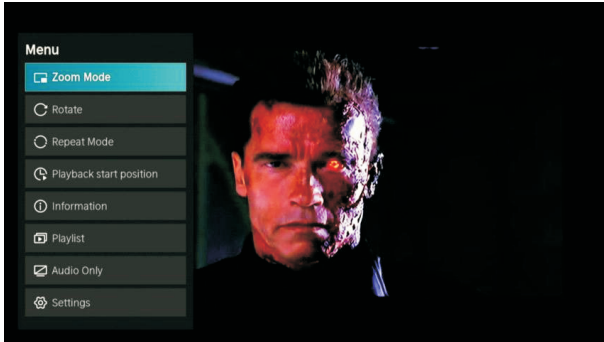 Menu
Zoom Mode
Rotate
Repeat Mode
Playback start position
Information
Playlist
Audio Only
Settings